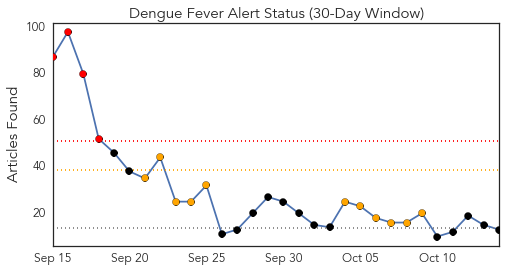 Dengue Fever Alert Status (30-Day Window)
Articles Found
100
80
60
40
20
Sep 15 Sep 20 Sep 25 Sep 30 Oct 05 Oct 10